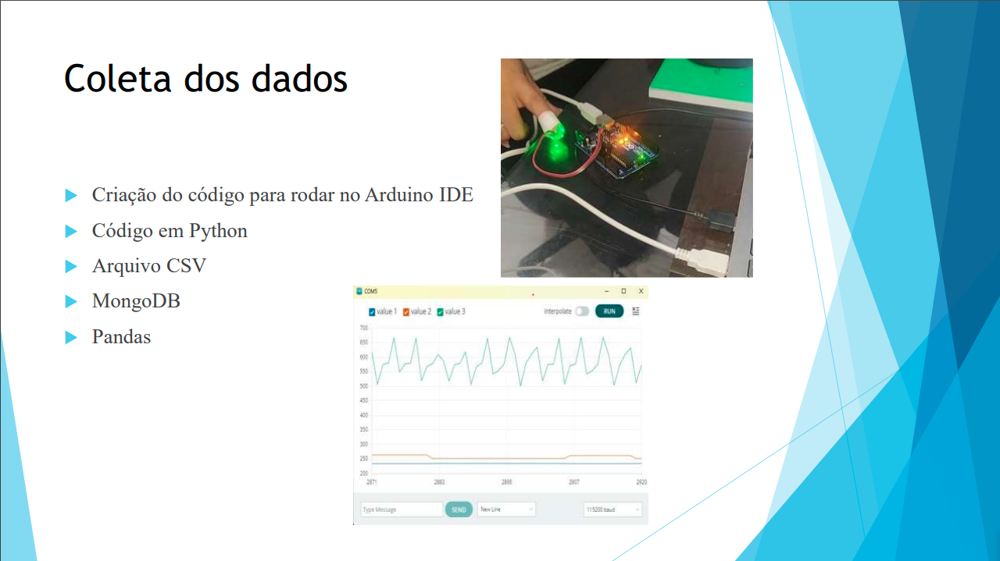 Coleta dos dados
Criação do código para rodar no Arduino IDE
Código em Python
Arquivo CSV
MongoDB
Pandas
COM5
value 1 value 2 value 3 Interpolate RUN
700
650
600
550
500
450
400
350
300
250
200
2871 2883 2895 2907 2920
Type Message SEND New Line 115200 baud